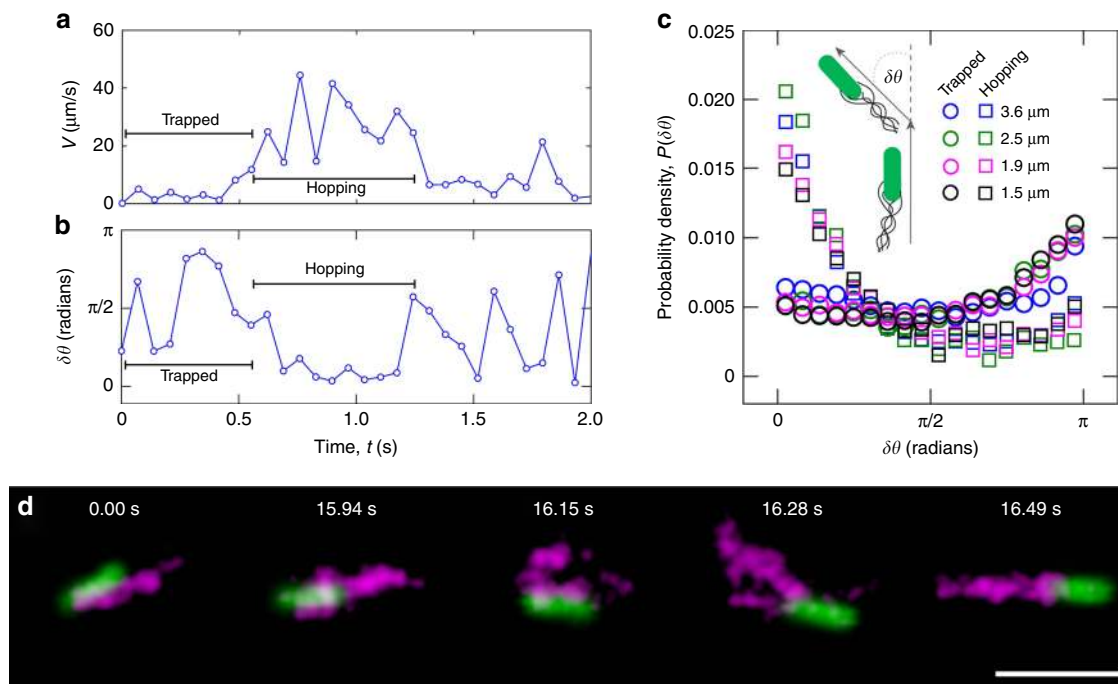 a
60
40
20
0
V (μm/s)
Trapped
Hopping
b
π
π/2
0
δθ (radians)
Hopping
Trapped
0
0.5
1.0
1.5
2.0
Time, t (s)
c
0.025
0.020
0.015
0.010
0.005
0
Probability density, P(δθ)
δθ
Trapped
Hopping
3.6 μm
2.5 μm
1.9 μm
1.5 μm
0
π/2
π
δθ (radians)
d
0.00 s
15.94 s
16.15 s
16.28 s
16.49 s